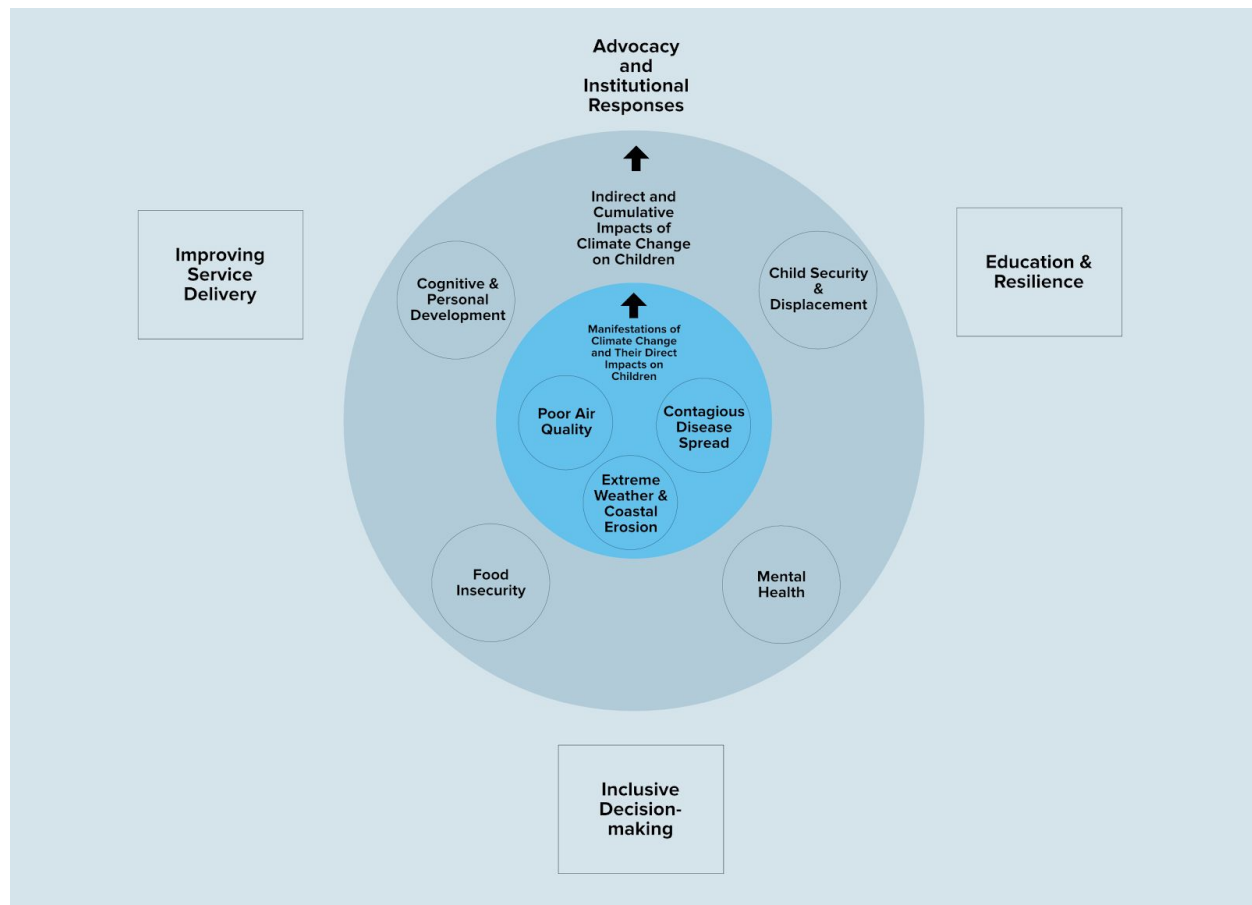 Advocacy
and
Institutional
Responses
Indirect and
Cumulative
Impacts of
Climate Change
on Children
Improving
Service
Delivery
Cognitive &
Personal
Development
Child Security
&
Displacement
Education &
Resilience
Manifestations of
Climate Change
and Their Direct
Impacts on
Children
Poor Air
Quality
Contagious
Disease
Spread
Extreme
Weather &
Coastal
Erosion
Food
Insecurity
Mental
Health
Inclusive
Decision-
making